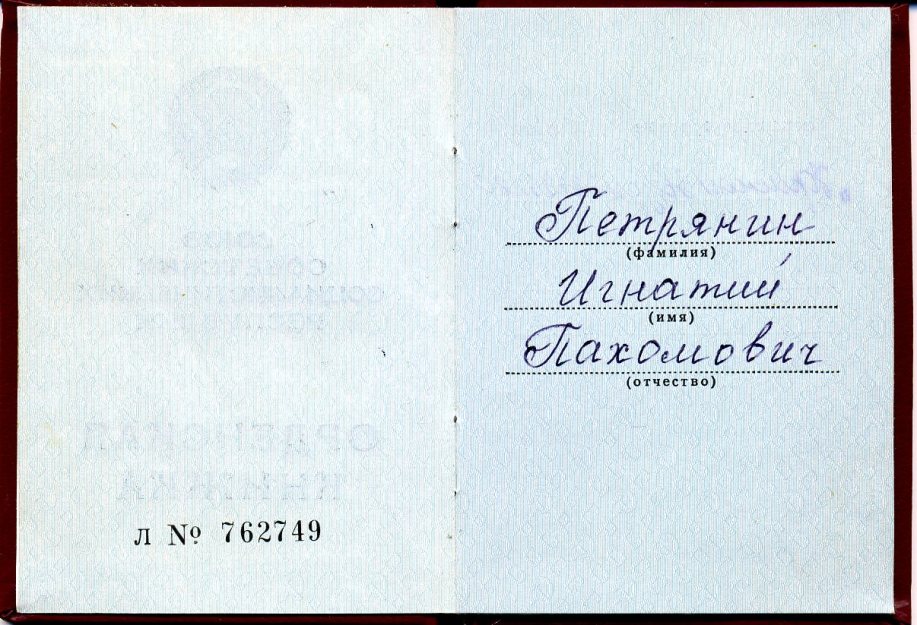 л № 762749
Петрянин
(фамилия)
Игнатий
(имя)
Пахомович
(отчество)